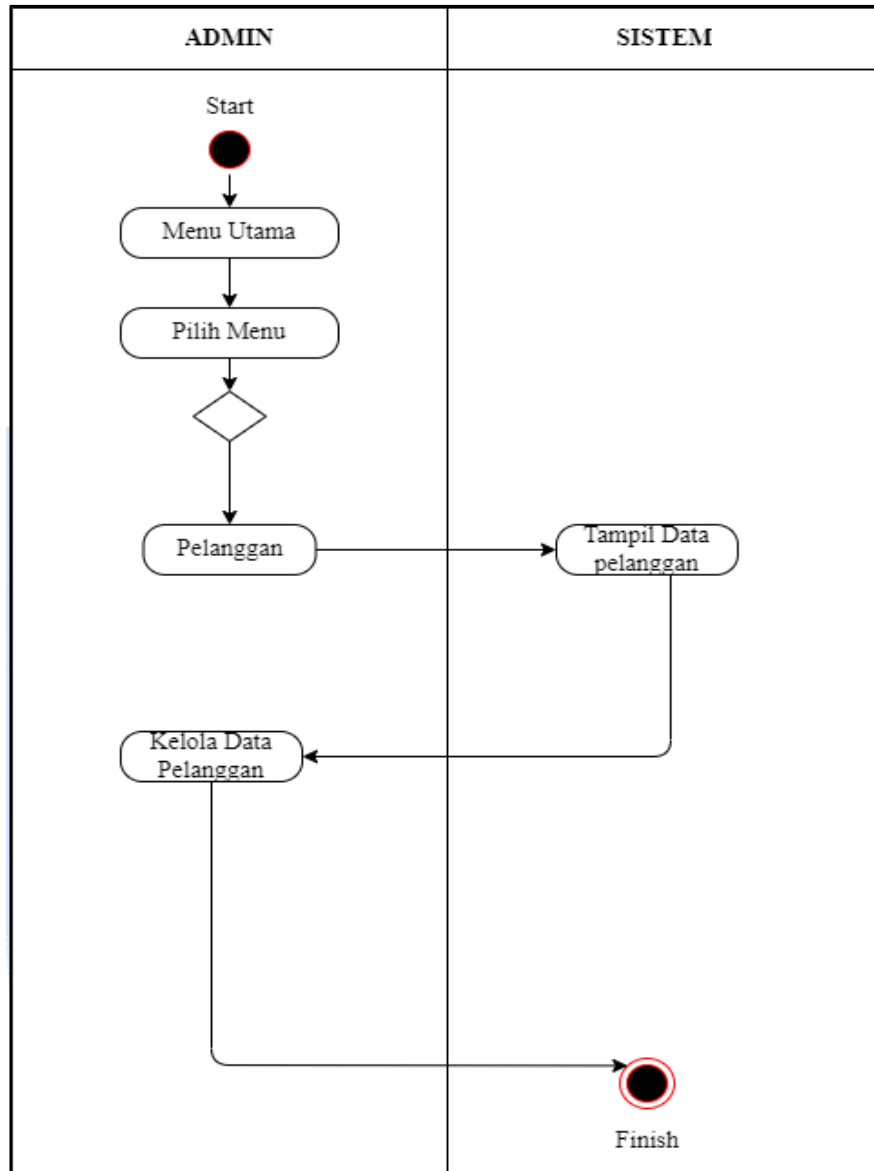 ADMIN
SISTEM
Start
Menu Utama
Pilih Menu
Pelanggan
Tampil Data
pelanggan
Kelola Data
Pelanggan
Finish